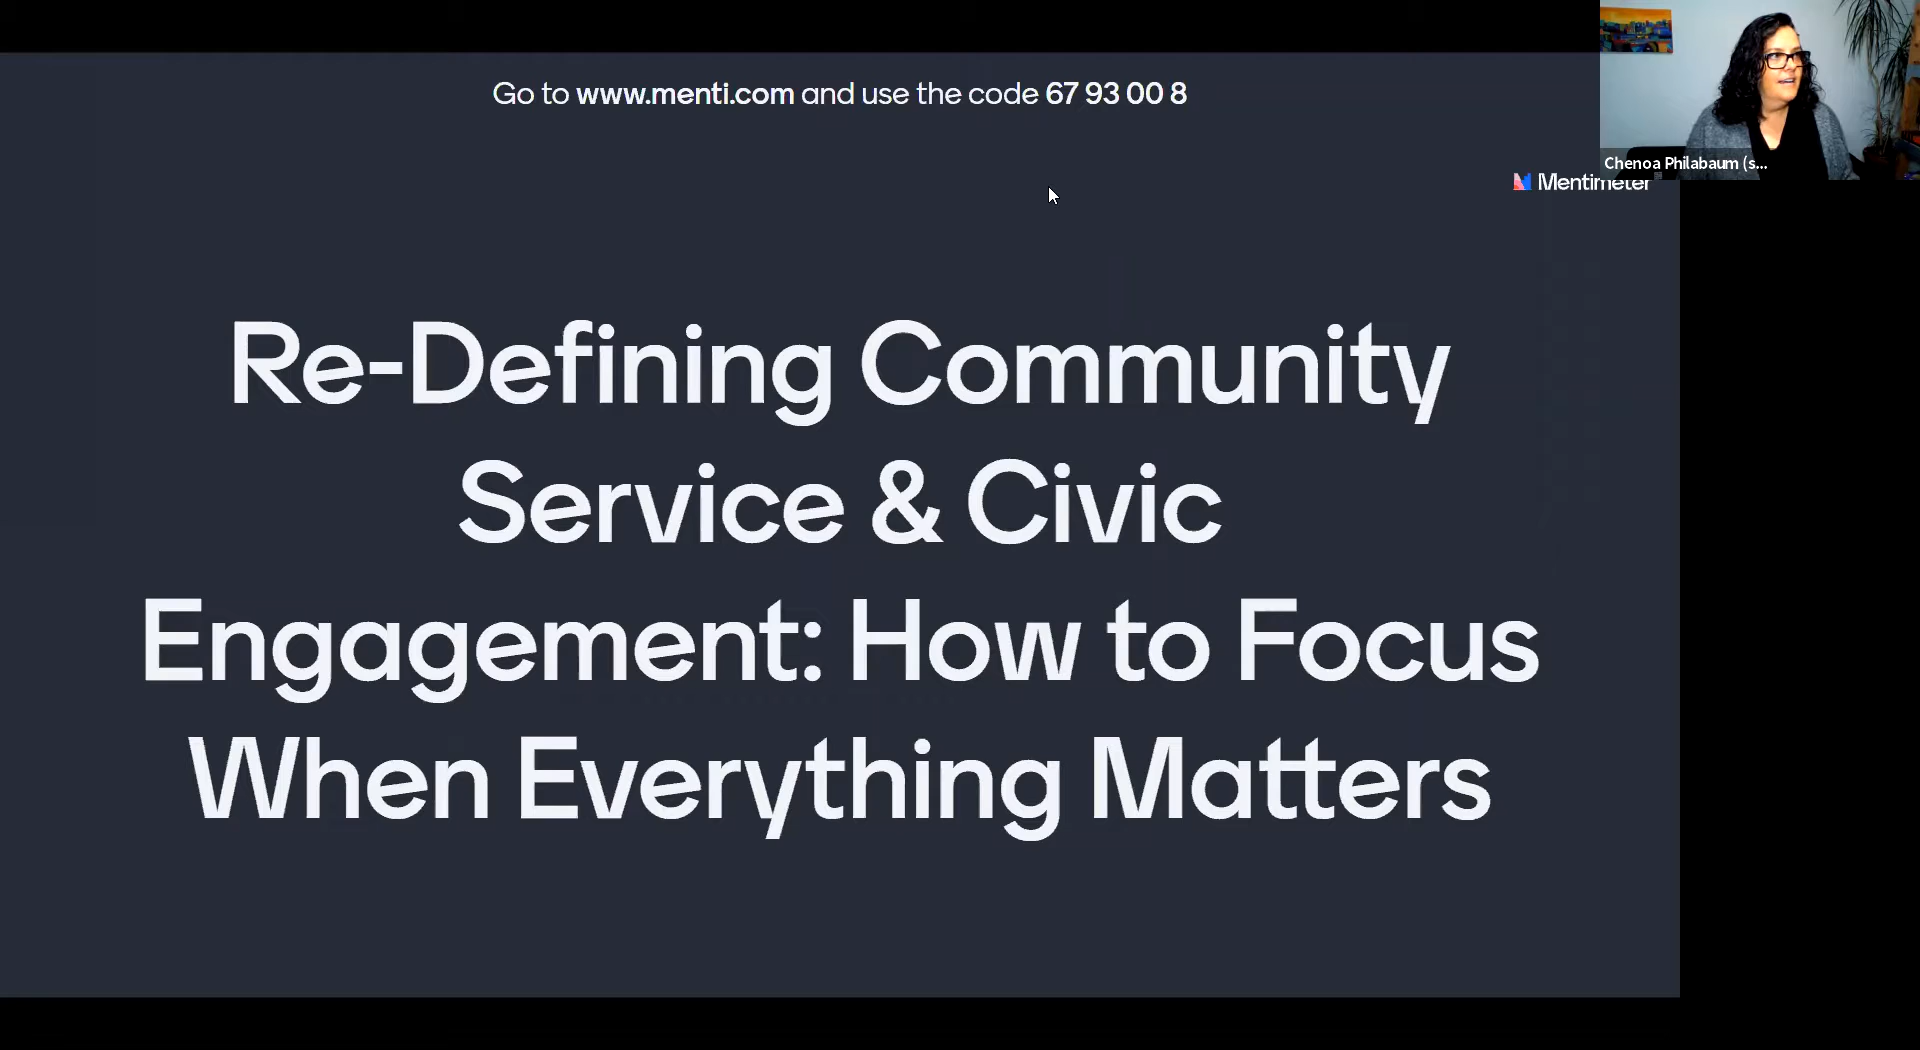 Go to www.menti.com and use the code 67 93 00 8
Chenoa Philabaum (s...
Mentimeter
Re-Defining Community
Service & Civic
Engagement: How to Focus
When Everything Matters